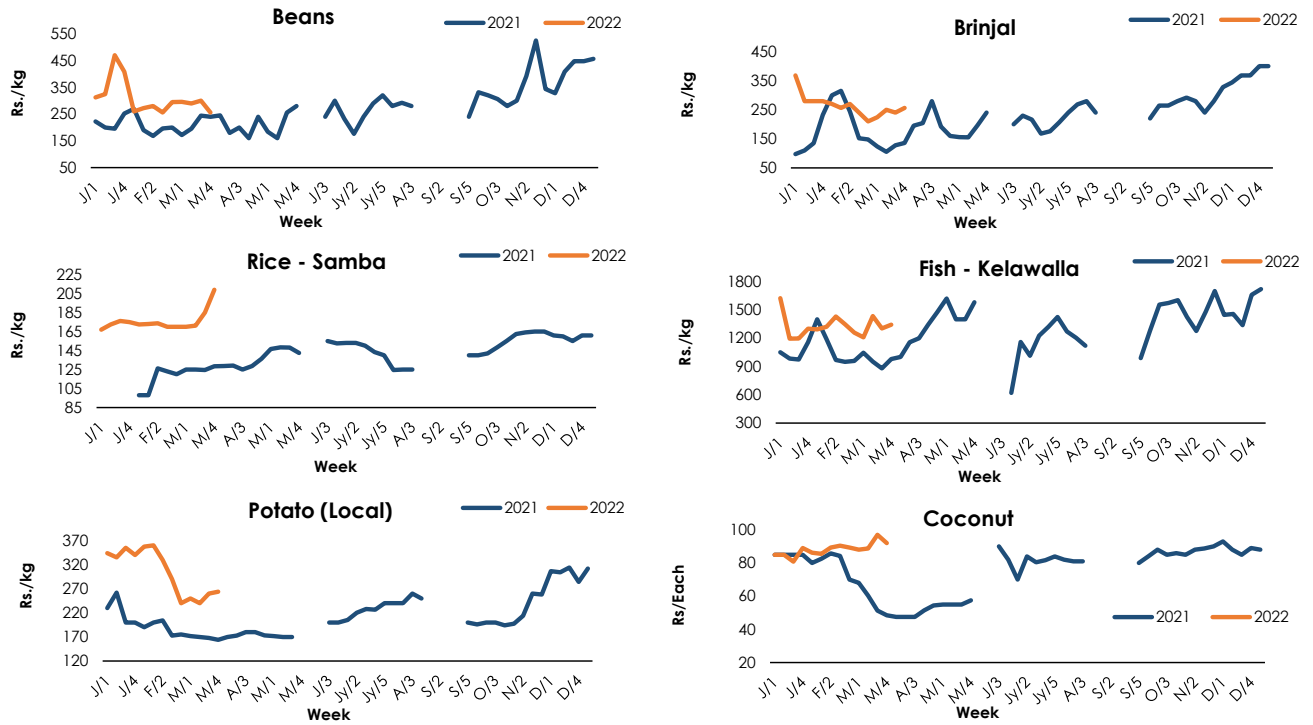 Beans
2021 2022
Rs./kg
550
450
350
250
150
50
J/1 J/4 F/2 M/1 M/4 A/3 M/1 M/4 J/3 Jy/2 Jy/5 A/3 S/2 S/5 O/3 N/2 D/1 D/4
Week
Brinjal
2021 2022
Rs./kg
450
350
250
150
50
J/1 J/4 F/2 M/1 M/4 A/3 M/1 M/4 J/3 Jy/2 Jy/5 A/3 S/2 S/5 O/3 N/2 D/1 D/4
Week
Rice - Samba
2021 2022
Rs./kg
225
205
185
165
145
125
105
85
J/1 J/4 F/2 M/1 M/4 A/3 M/1 M/4 J/3 Jy/2 Jy/5 A/3 S/2 S/5 O/3 N/2 D/1 D/4
Week
Fish - Kelawalla
2021 2022
Rs./kg
1800
1500
1200
900
600
300
J/1 J/4 F/2 M/1 M/4 A/3 M/1 M/4 J/3 Jy/2 Jy/5 A/3 S/2 S/5 O/3 N/2 D/1 D/4
Week
Potato (Local)
2021 2022
Rs./kg
370
320
270
220
170
120
J/1 J/4 F/2 M/1 M/4 A/3 M/1 M/4 J/3 Jy/2 Jy/5 A/3 S/2 S/5 O/3 N/2 D/1 D/4
Week
Coconut
Rs/Each
100
80
60
40
20
2021 2022
J/1 J/4 F/2 M/1 M/4 A/3 M/1 M/4 J/3 Jy/2 Jy/5 A/3 S/2 S/5 O/3 N/2 D/1 D/4
Week